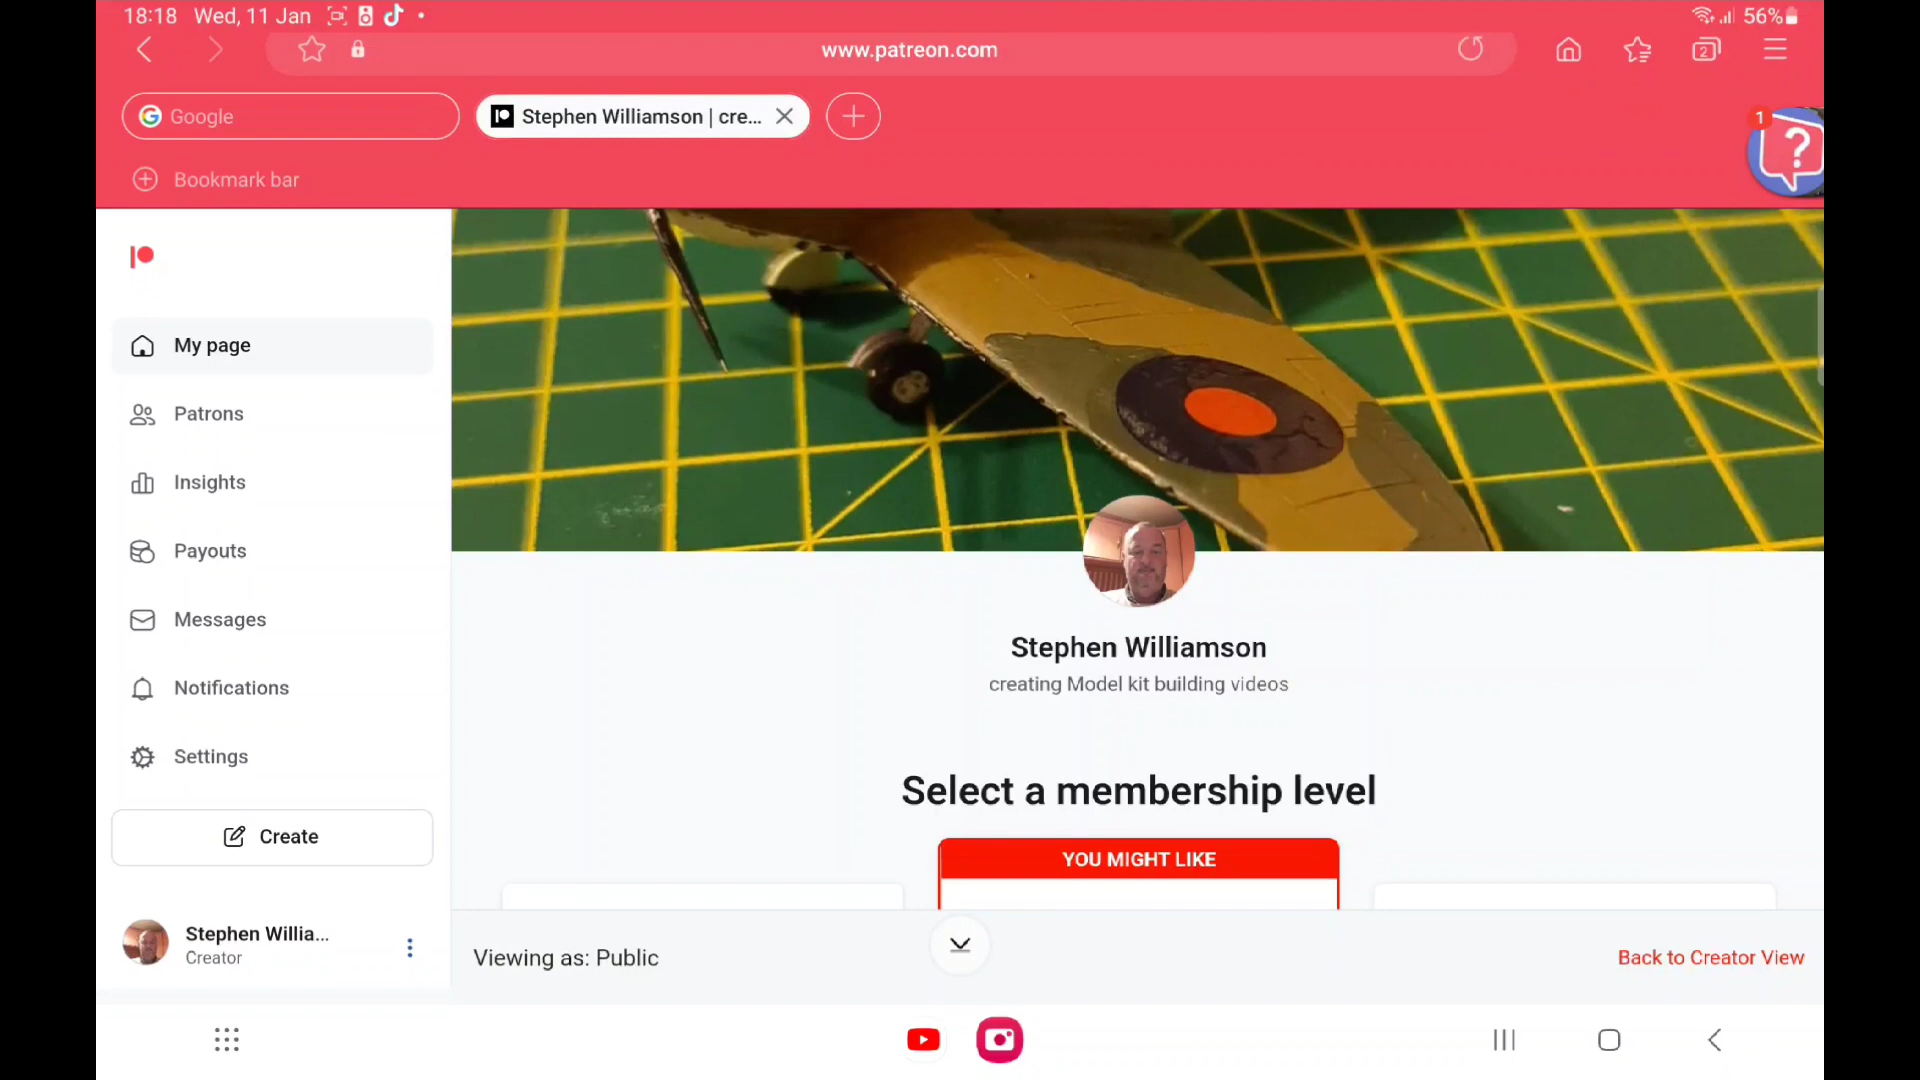 18:18 Wed, 11 Jan
56%
www.patreon.com
2
Google
Stephen Williamson | cre...
1
?
Bookmark bar
My page
Patrons
Insights
Payouts
Messages
Notifications
Settings
Create
Stephen Willia...
Creator
Stephen Williamson
creating Model kit building videos
Select a membership level
YOU MIGHT LIKE
Viewing as: Public
Back to Creator View